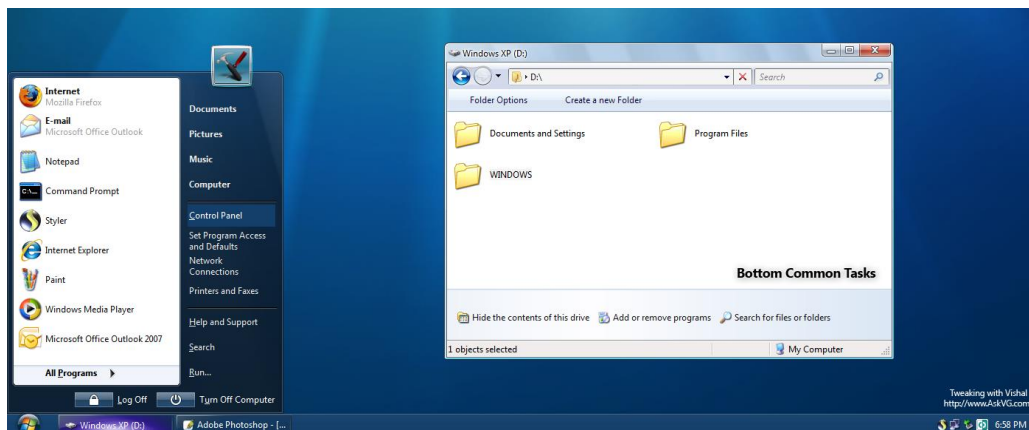 Internet
Mozilla Firefox
E-mail
Microsoft Office Outlook
Notepad
C:\_
Command Prompt
Styler
Internet Explorer
Paint
Windows Media Player
Microsoft Office Outlook 2007
All Programs
Documents
Pictures
Music
Computer
Control Panel
Set Program Access
and Defaults
Network
Connections
Printers and Faxes
Help and Support
Search
Run...
Log Off
Turn Off Computer
Windows XP (D:)
D:\
Search
Folder Options Create a new Folder
Documents and Settings Program Files
WINDOWS
Bottom Common Tasks
Hide the contents of this drive Add or remove programs Search for files or folders
1 objects selected My Computer
Tweaking with Vishal
http://www.AskVG.com
Windows XP (D:) Adobe Photoshop - [... 6:58 PM